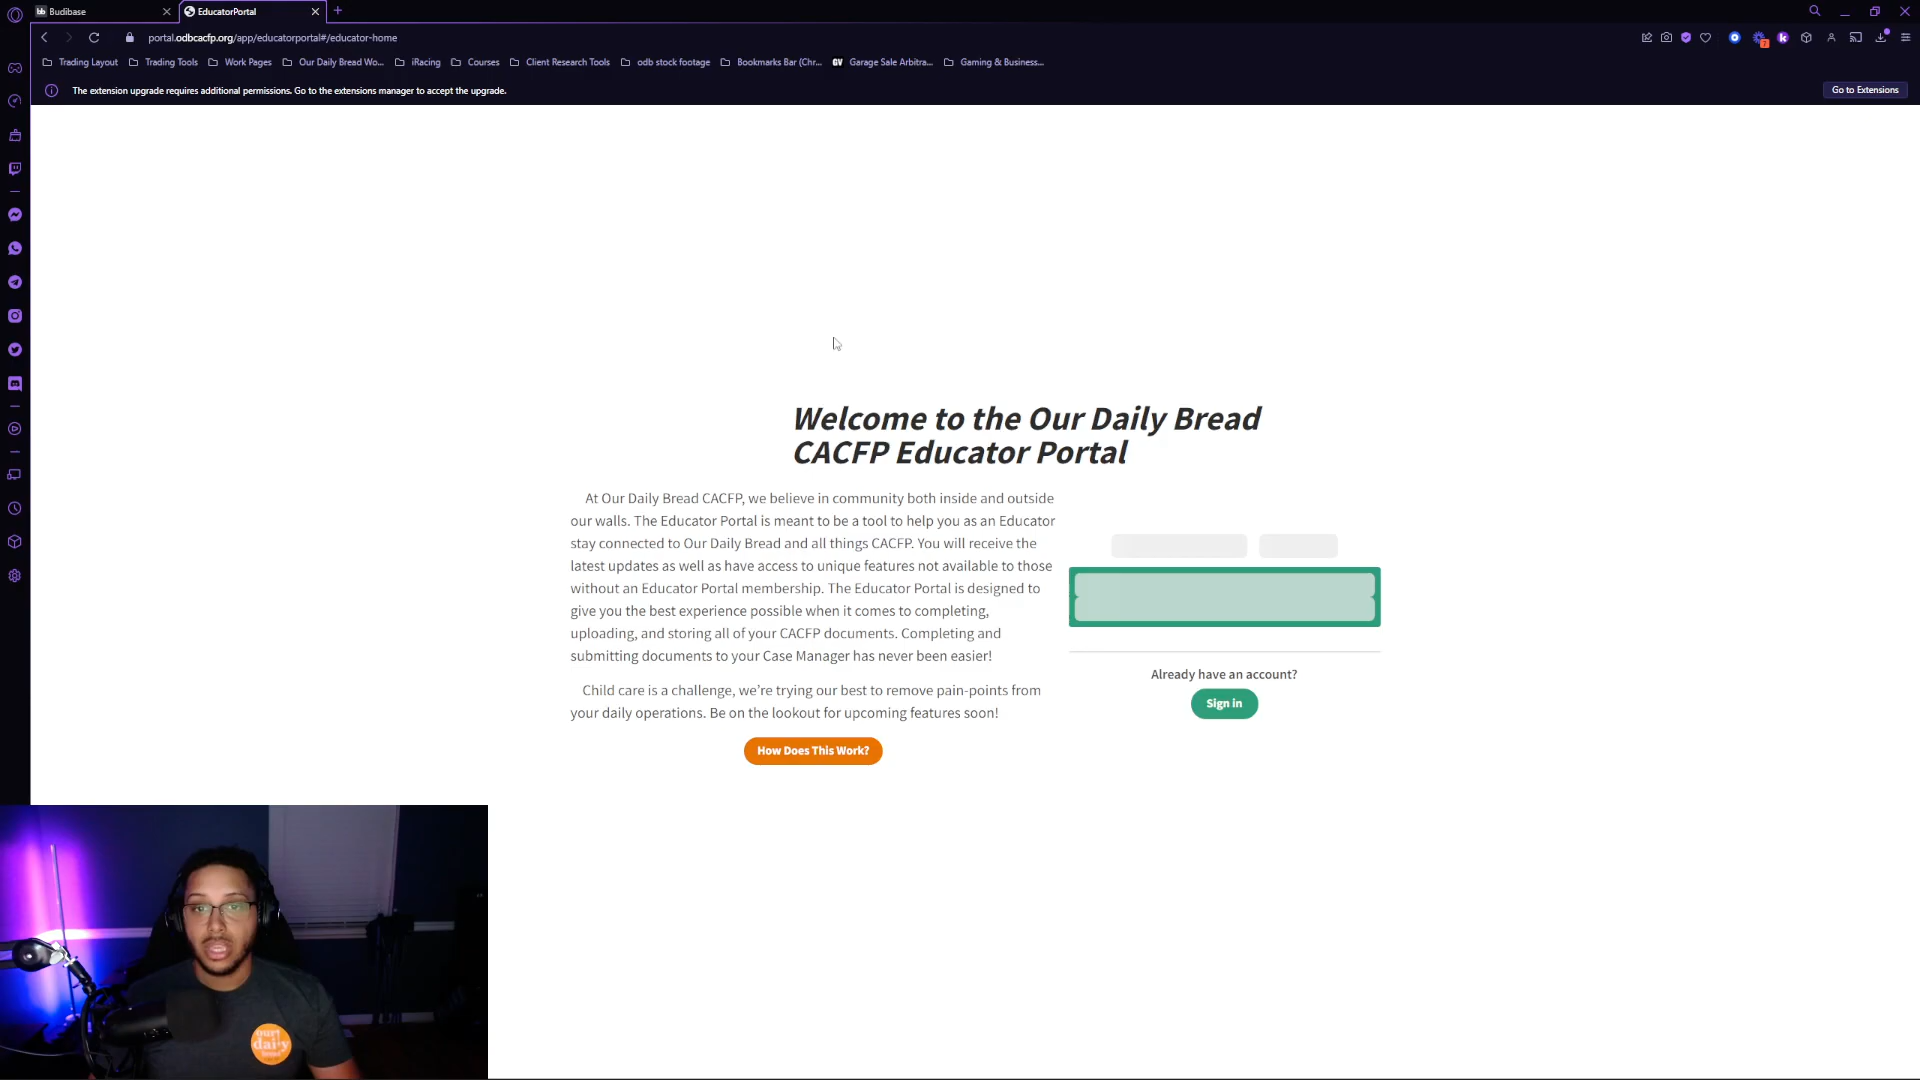 Budibase
EducatorPortal
portal.odbcacfp.org/app/educatorportal#/educator-home
Trading Layout
Trading Tools
Work Pages
Our Daily Bread Wo...
iRacing
Courses
Client Research Tools
odb stock footage
Bookmarks Bar (Chr...
GV Garage Sale Arbitra...
Gaming & Business...
The extension upgrade requires additional permissions. Go to the extensions manager to accept the upgrade.
Go to Extensions
Welcome to the Our Daily Bread
CACFP Educator Portal
At Our Daily Bread CACFP, we believe in community both inside and outside
our walls. The Educator Portal is meant to be a tool to help you as an Educator
stay connected to Our Daily Bread and all things CACFP. You will receive the
latest updates as well as have access to unique features not available to those
without an Educator Portal membership. The Educator Portal is designed to
give you the best experience possible when it comes to completing,
uploading, and storing all of your CACFP documents. Completing and
submitting documents to your Case Manager has never been easier!
Child care is a challenge, we’re trying our best to remove pain-points from
your daily operations. Be on the lookout for upcoming features soon!
How Does This Work?
Already have an account?
Sign in
daily